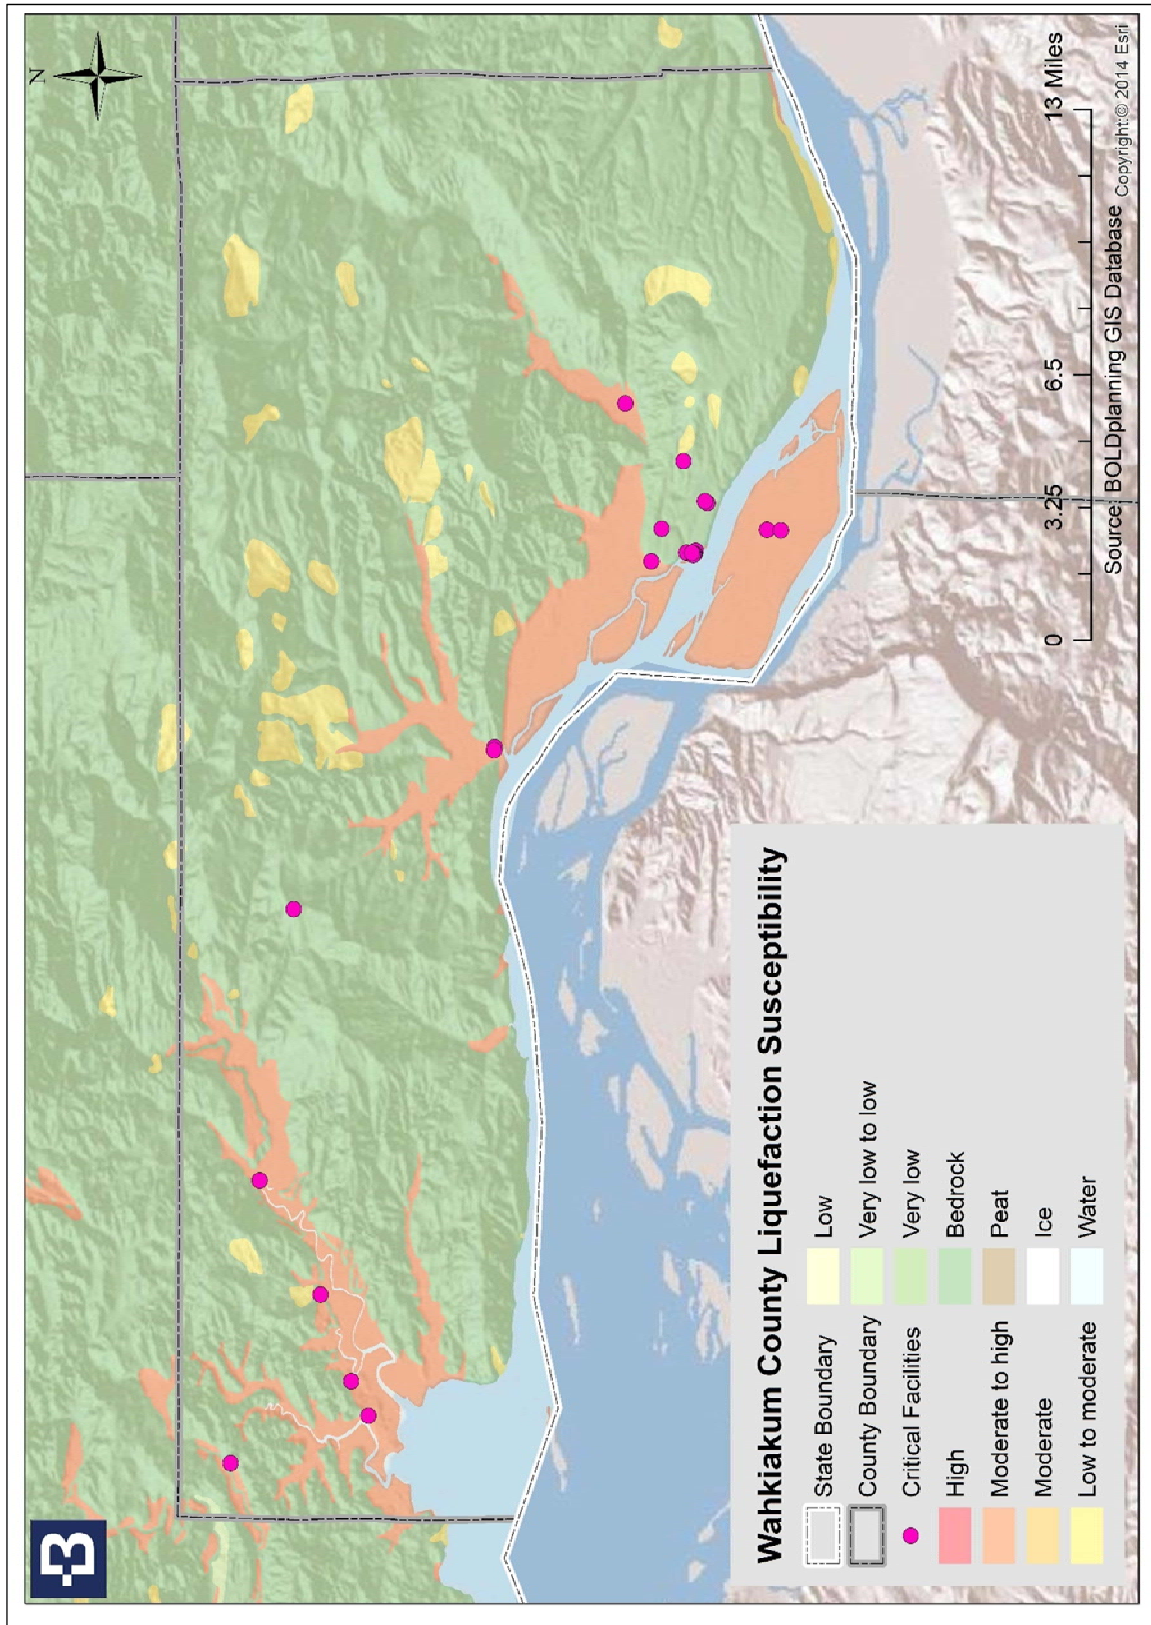 N
Wahkiakum County Liquefaction Susceptibility
State Boundary
County Boundary
Critical Facilities
High
Moderate to high
Moderate
Low to moderate
Low
Very low to low
Very low
Bedrock
Peat
Ice
Water
0 3.25 6.5 13 Miles
Source: BOLDplanning GIS Database Copyright:© 2014 Esri
B